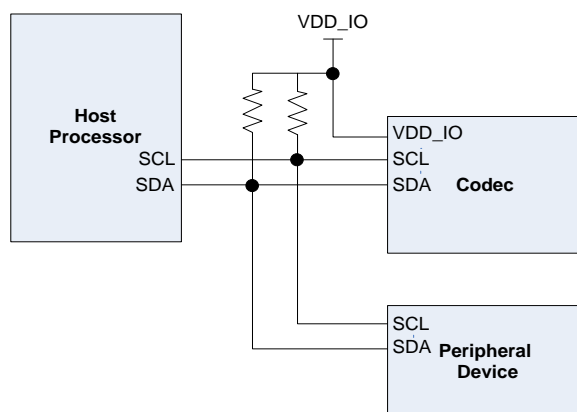 VDD_IO
Host
Processor
SCL
SDA
VDD_IO
SCL
SDA
Codec
SCL
SDA
Peripheral
Device